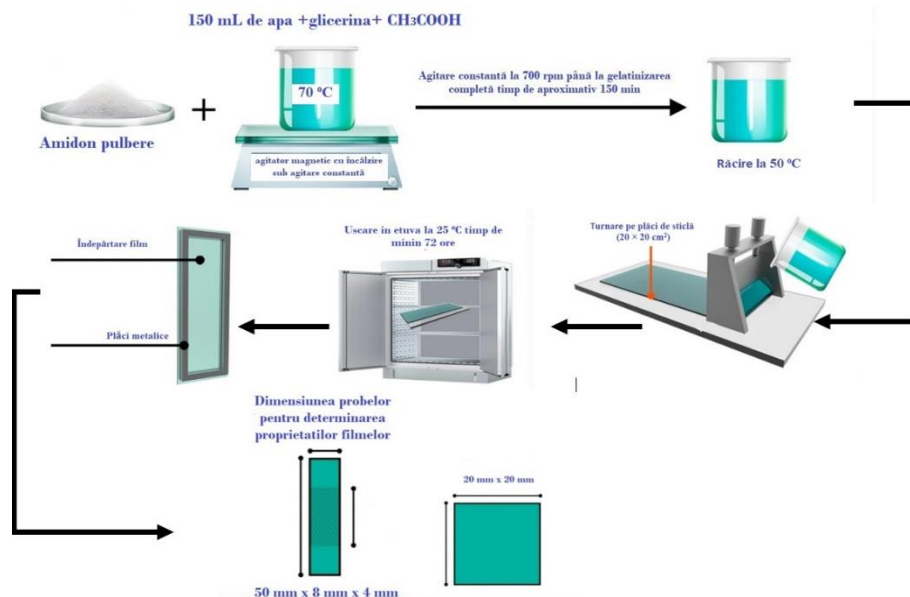 150 mL de apa +glicerina+ CH3COOH
70 ºC
Amidon pulbere
agitator magnetic cu încălzire
sub agitare constantă
Agitare constantă la 700 rpm până la gelatinizarea
completă timp de aproximativ 150 min
Răcire la 50 ºC
Îndepărtare film
Plăci metalice
Uscare in etuva la 25 ºC timp de
minin 72 ore
Turnare pe plăci de sticlă
(20 × 20 cm²)
Dimensiunea probelor
pentru determinarea
proprietatilor filmelor
50 mm x 8 mm x 4 mm
20 mm x 20 mm